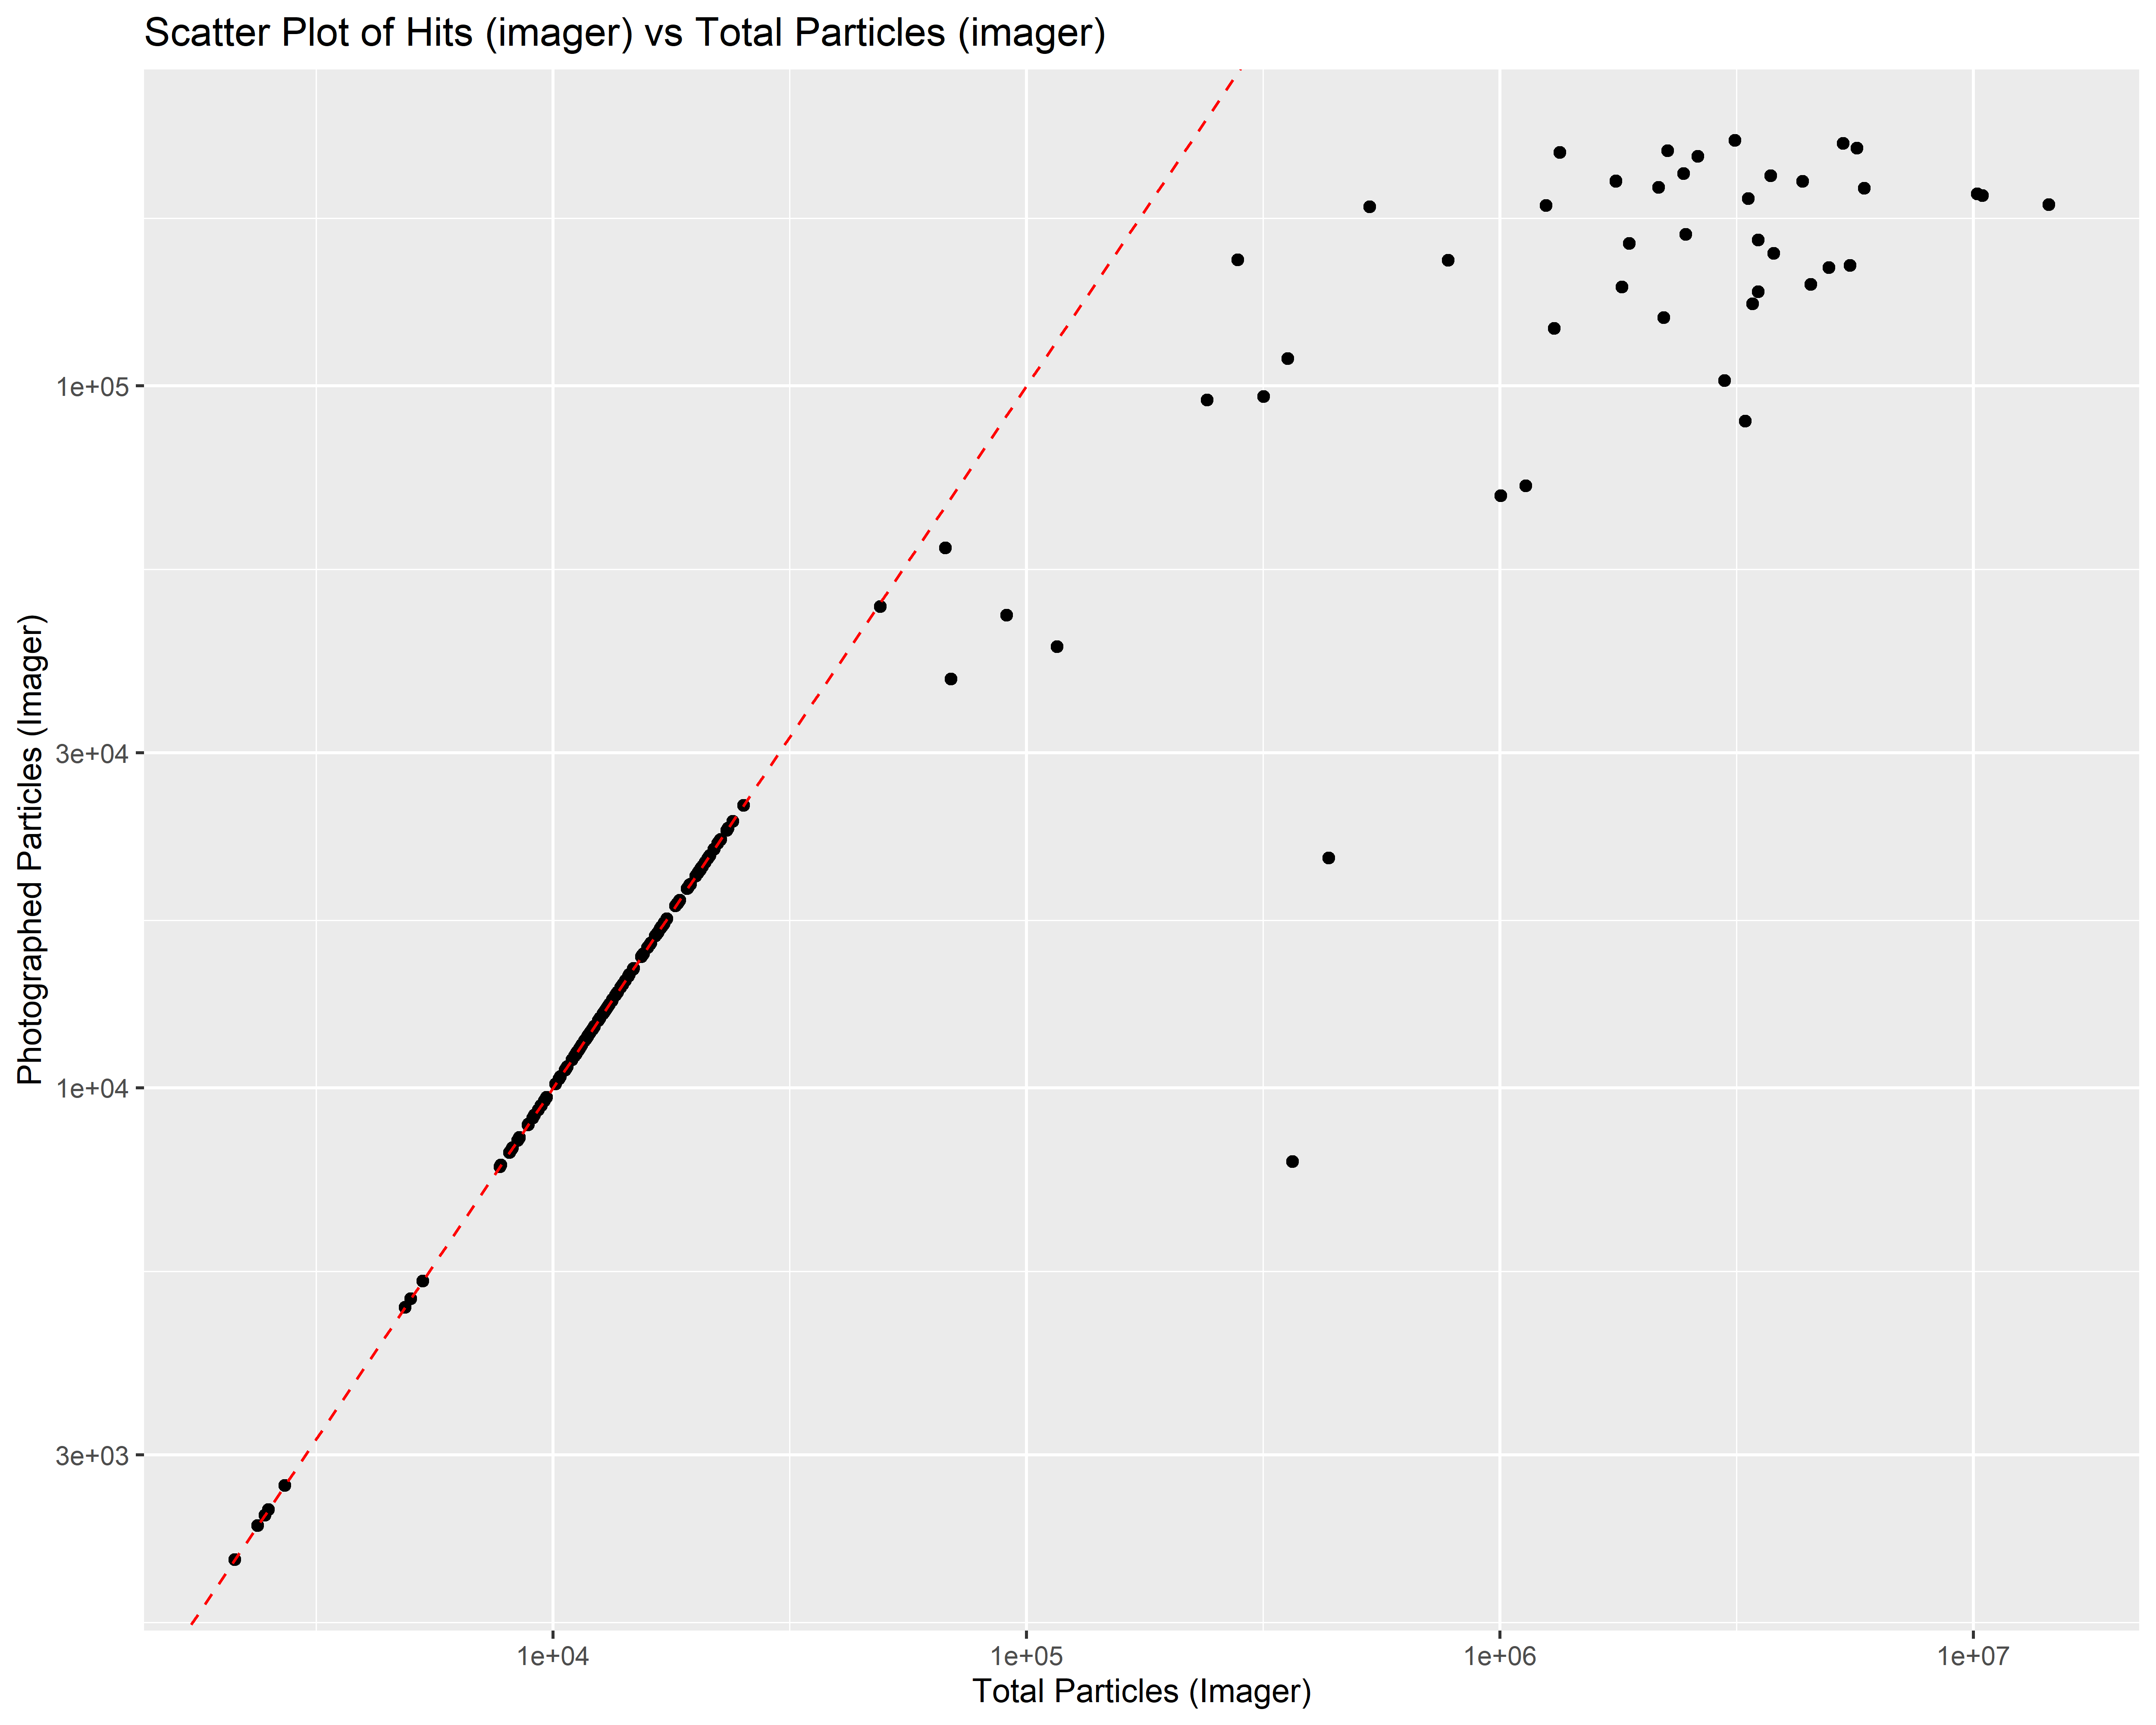 Scatter Plot of Hits (imager) vs Total Particles (imager)
Photographed Particles (Imager)
1e+05
3e+04
1e+04
3e+03
1e+04
1e+05
1e+06
1e+07
Total Particles (Imager)